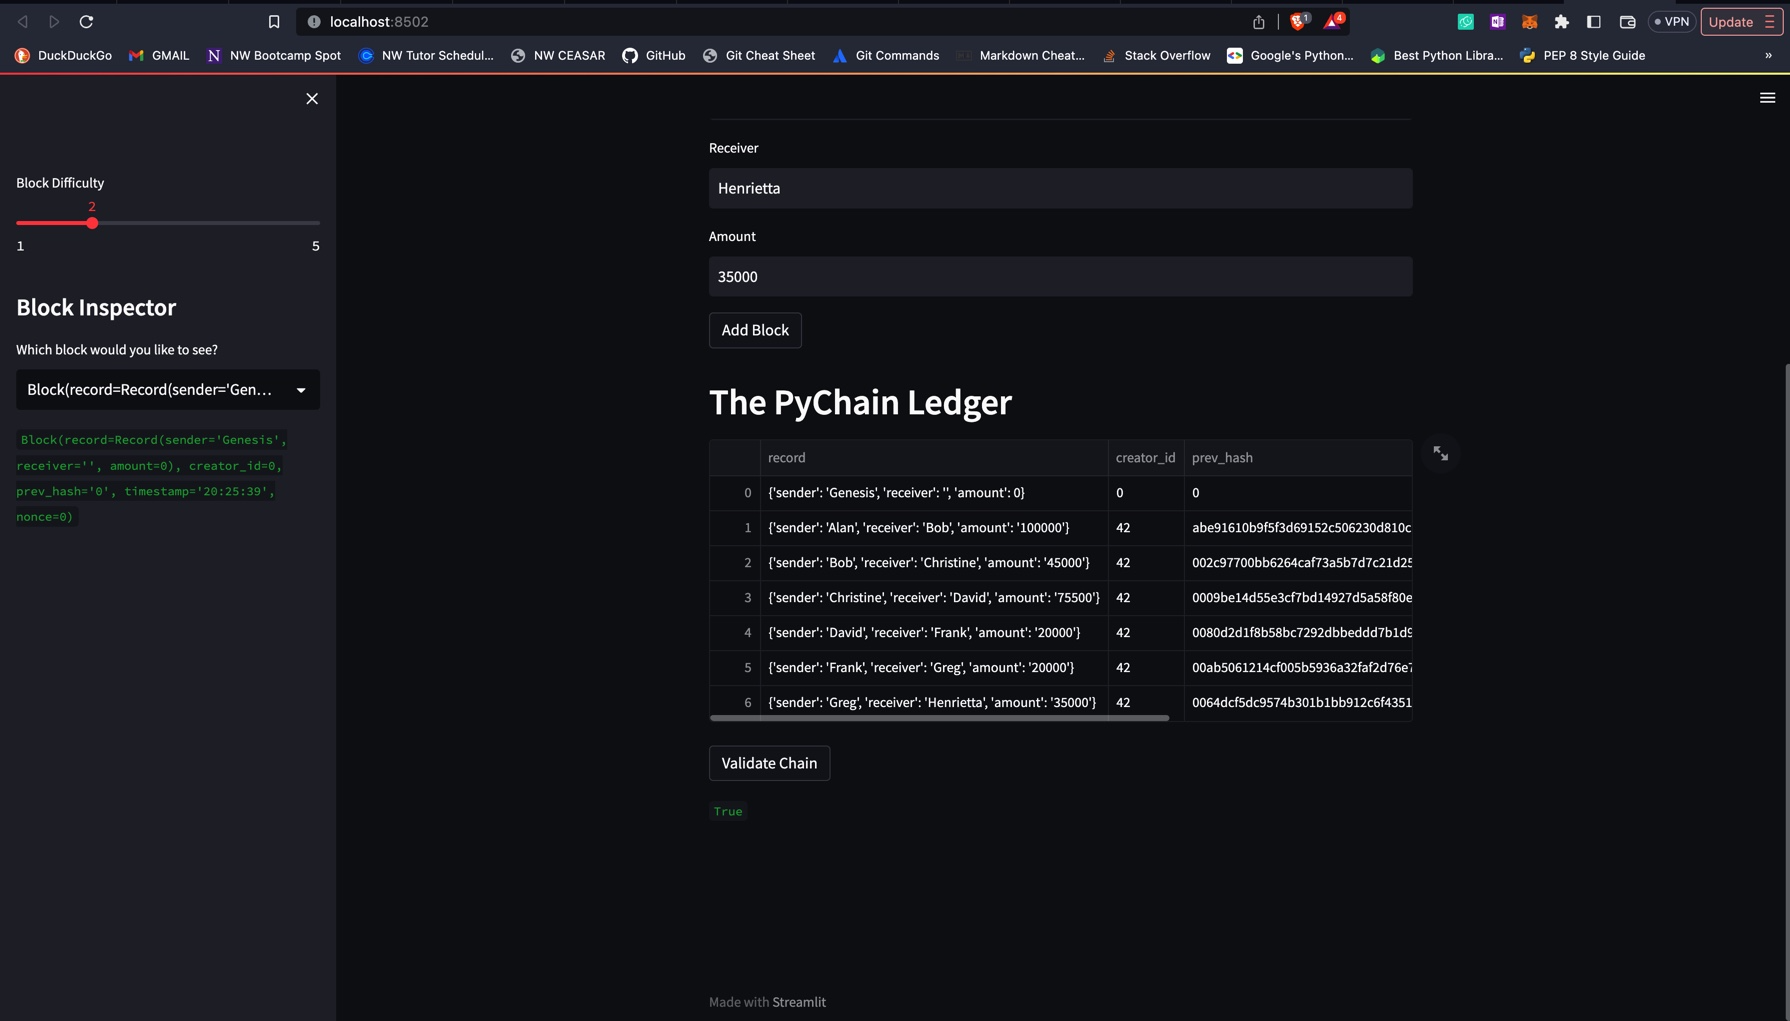 localhost:8502
1
4
VPN
Update
DuckDuckGo
GMAIL
NW Bootcamp Spot
NW Tutor Schedul...
NW CEASAR
GitHub
Git Cheat Sheet
Git Commands
Markdown Cheat...
Stack Overflow
Google's Python...
Best Python Libra...
PEP 8 Style Guide
»
Block Difficulty
2
1 5
Block Inspector
Which block would you like to see?
Block(record=Record(sender='Gen...
Block(record=Record(sender='Genesis',
receiver='', amount=0), creator_id=0,
prev_hash='0', timestamp='20:25:39',
nonce=0)
Receiver
Henrietta
Amount
35000
Add Block
The PyChain Ledger
record creator_id prev_hash
0 {'sender': 'Genesis', 'receiver': '', 'amount': 0} 0 0
1 {'sender': 'Alan', 'receiver': 'Bob', 'amount': '100000'} 42 abe91610b9f5f3d69152c506230d810c
2 {'sender': 'Bob', 'receiver': 'Christine', 'amount': '45000'} 42 002c97700bb6264caf73a5b7d7c21d25
3 {'sender': 'Christine', 'receiver': 'David', 'amount': '75500'} 42 0009be14d55e3cf7bd14927d5a58f80e
4 {'sender': 'David', 'receiver': 'Frank', 'amount': '20000'} 42 0080d2d1f8b58bc7292dbbeddd7b1d9
5 {'sender': 'Frank', 'receiver': 'Greg', 'amount': '20000'} 42 00ab5061214cf005b5936a32faf2d76e7
6 {'sender': 'Greg', 'receiver': 'Henrietta', 'amount': '35000'} 42 0064dcf5dc9574b301b1bb912c6f4351
Validate Chain
True
Made with Streamlit